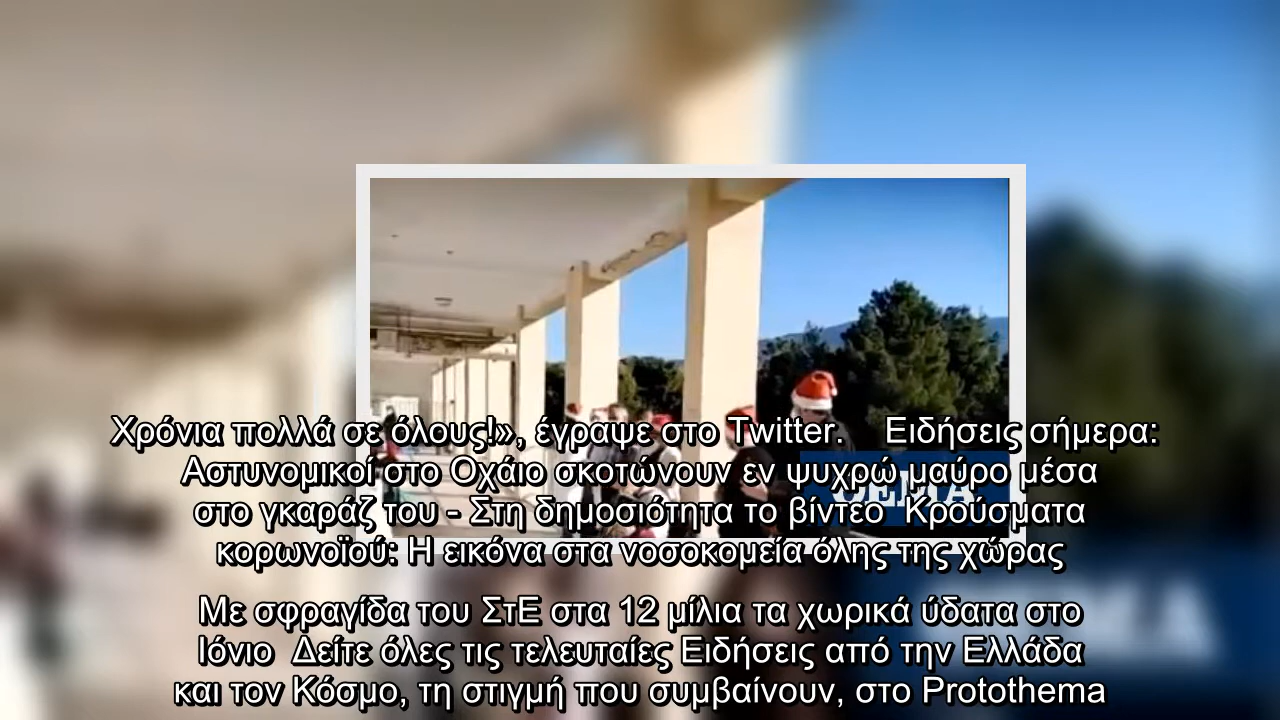 Χρόνια πολλά σε όλους!», έγραψε στο Twitter. Ειδήσεις σήμερα:
Αστυνομικοί στο Οχάιο σκοτώνουν εν ψυχρώ μαύρο μέσα
στο γκαράζ του - Στη δημοσιότητα το βίντεο Κρούσματα
κορωνοϊού: Η εικόνα στα νοσοκομεία όλης της χώρας
Με σφραγίδα του ΣτΕ στα 12 μίλια τα χωρικά ύδατα στο
Ιόνιο Δείτε όλες τις τελευταίες Ειδήσεις από την Ελλάδα
και τον Κόσμο, τη στιγμή που συμβαίνουν, στο Protothema